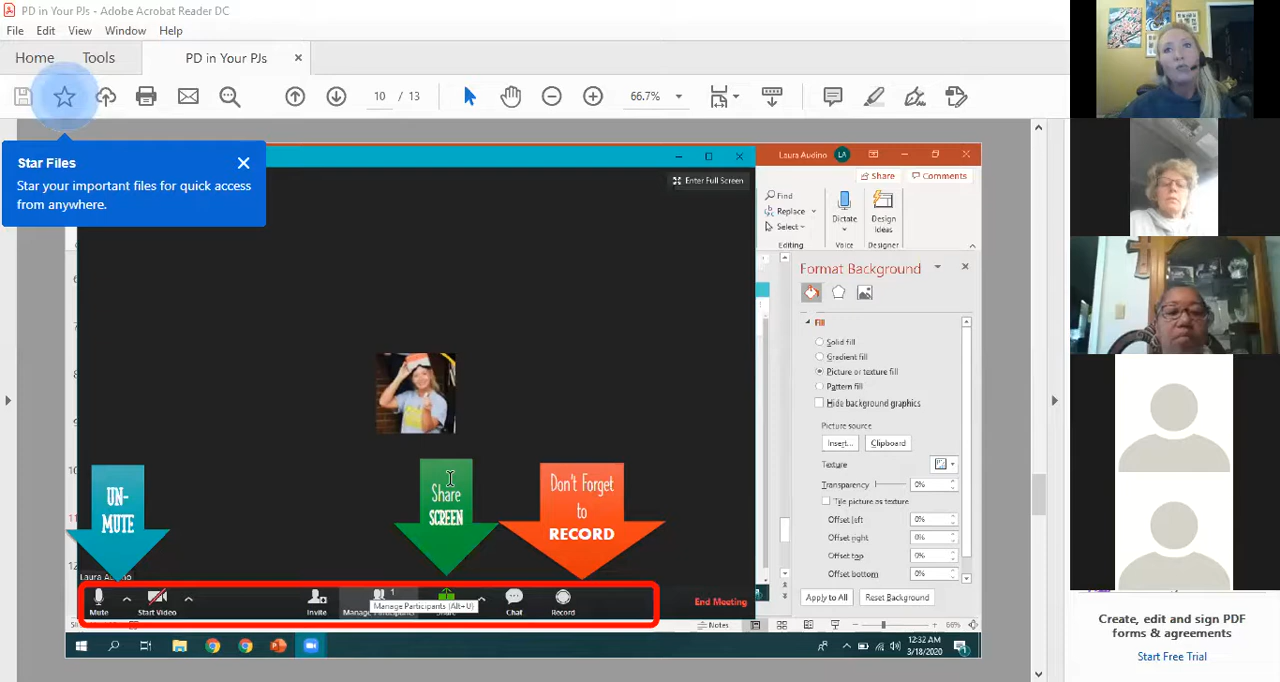 PD in Your PJs - Adobe Acrobat Reader DC
File Edit View Window Help
Home Tools PD in Your PJs
10 / 13 66.7%
Star Files
Star your important files for quick access
from anywhere.
Enter Full Screen
Laura Audino LA
Share Comments
Find
Replace
Select
Editing
Dictate
Voice
Design
Ideas
Designer
Format Background
Fill
Solid fill
Gradient fill
Picture or texture fill
Pattern fill
Hide background graphics
Picture source
Insert...
Clipboard
Texture
Transparency 0%
Tile picture as texture
Offset left 0%
Offset right 0%
Offset top 0%
Offset bottom 0%
Apply to All
Reset Background
UN-
MUTE
Share
SCREEN
Don't Forget
to
RECORD
Laura Audino
Mute
Start Video
Invite
1
Manage Participants (Alt+U)
Chat
Record
End Meeting
Notes
66%
12:32 AM
3/18/2020
Create, edit and sign PDF
forms & agreements
Start Free Trial